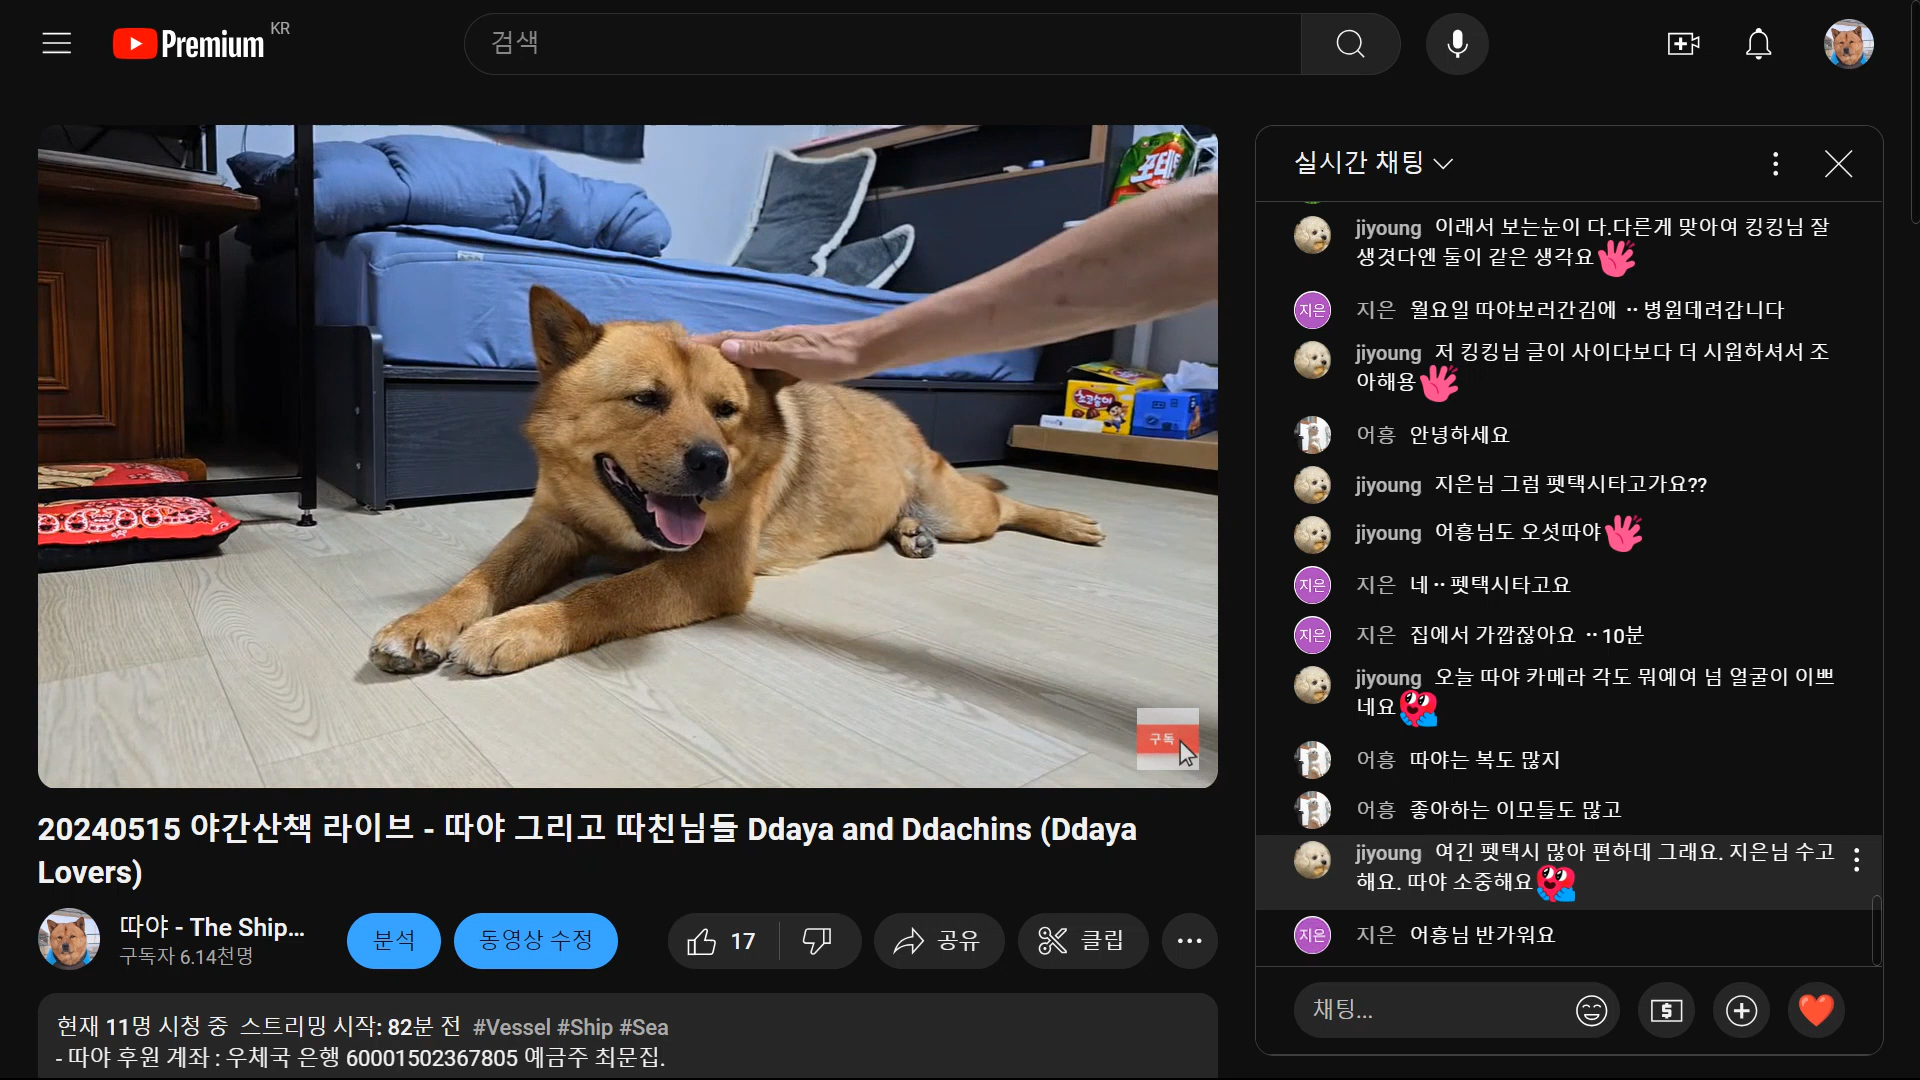 Premium KR
검색
포테
초코송이
구독
20240515 야간산책 라이브 - 따야 그리고 따친님들 Ddaya and Ddachins (Ddaya
Lovers)
따야 - The Ship...
구독자 6.14천명
분석
동영상 수정
17
공유
클립
현재 11명 시청 중 스트리밍 시작: 82분 전 #Vessel #Ship #Sea
- 따야 후원 계좌 : 우체국 은행 60001502367805 예금주 최문집.
실시간 채팅
jiyoung 이래서 보는눈이 다.다른게 맞아여 킹킹님 잘
생겻다엔 둘이 같은 생각요
지은 지은 월요일 따야보러간김에 ··병원데려갑니다
jiyoung 저 킹킹님 글이 사이다보다 더 시원하셔서 조
아해용
어흥 안녕하세요
jiyoung 지은님 그럼 펫택시타고가요??
jiyoung 어흥님도 오셧따야
지은 지은 네··펫택시타고요
지은 지은 집에서 가깝잖아요 ··10분
jiyoung 오늘 따야 카메라 각도 뭐예여 넘 얼굴이 이쁘
네요
어흥 따야는 복도 많지
어흥 좋아하는 이모들도 많고
jiyoung 여긴 펫택시 많아 편하데 그래요. 지은님 수고
해요. 따야 소중해요
지은 지은 어흥님 반가워요
채팅...